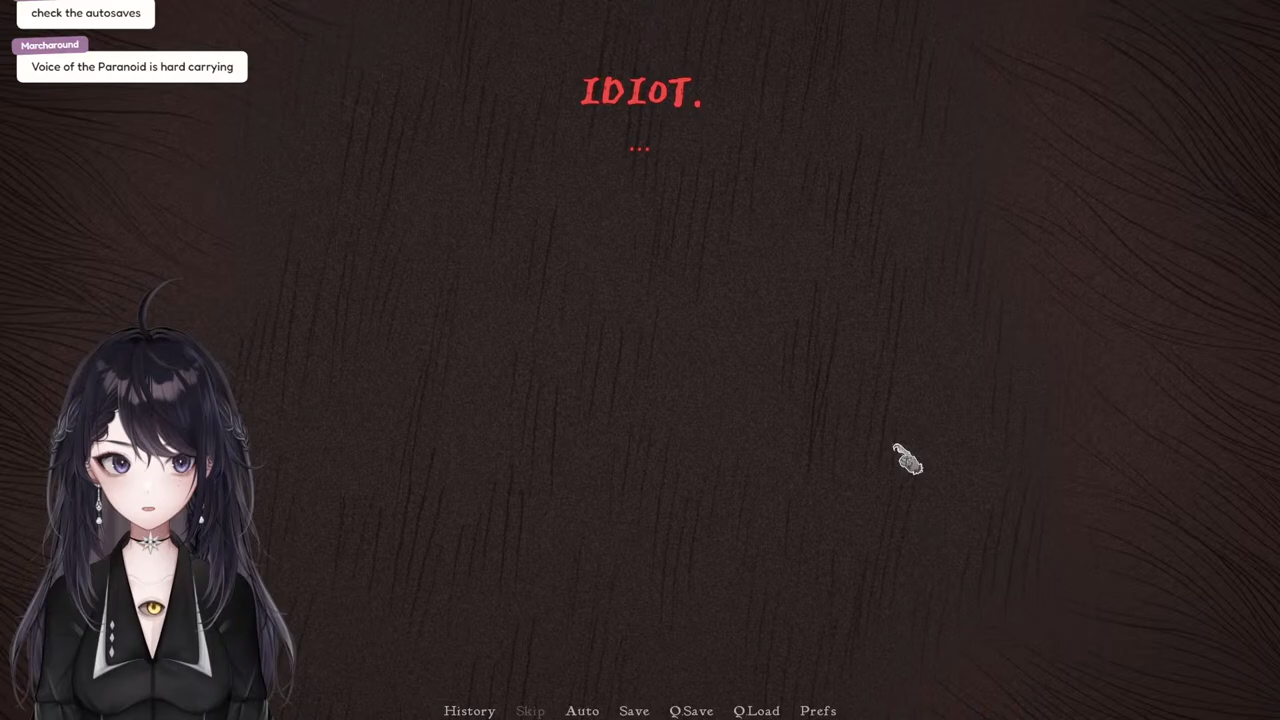 check the autosaves
Marcharound
Voice of the Paranoid is hard carrying
IDIOT.
...
History Skip Auto Save Q.Save Q.Load Prefs